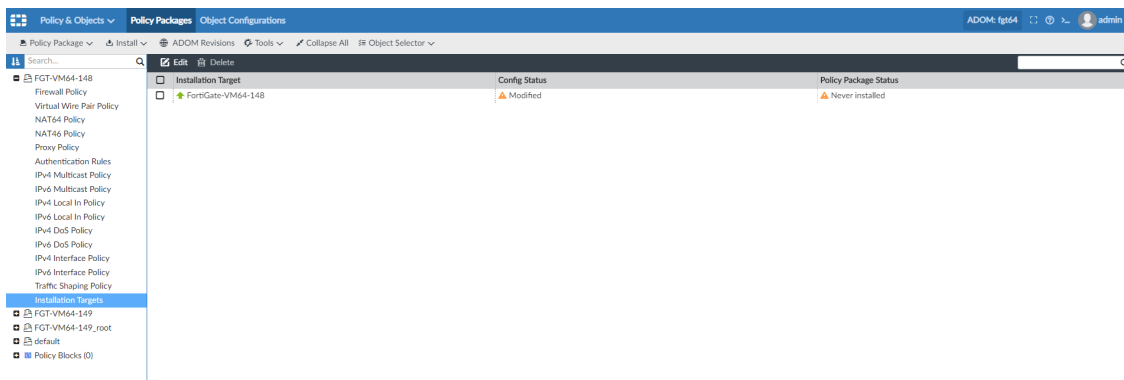 Policy & Objects Policy Packages Object Configurations ADOM: fgt64 admin
Policy Package Install ADOM Revisions Tools Collapse All Object Selector
Search... Edit Delete
FGT-VM64-148 Installation Target Config Status Policy Package Status
Firewall Policy FortiGate-VM64-148 Modified Never installed
Virtual Wire Pair Policy
NAT64 Policy
NAT46 Policy
Proxy Policy
Authentication Rules
IPv4 Multicast Policy
IPv6 Multicast Policy
IPv4 Local In Policy
IPv6 Local In Policy
IPv4 DoS Policy
IPv6 DoS Policy
IPv4 Interface Policy
IPv6 Interface Policy
Traffic Shaping Policy
Installation Targets
FGT-VM64-149
FGT-VM64-149_root
default
Policy Blocks (0)